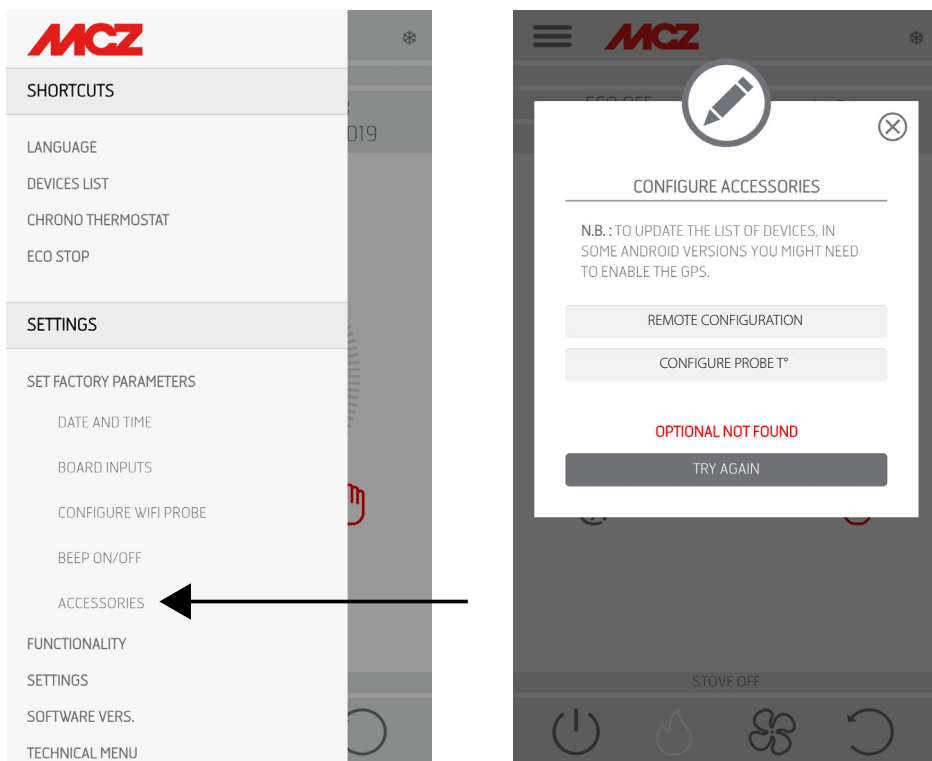 MCZ
SHORTCUTS
019
LANGUAGE
DEVICES LIST
CHRONO THERMOSTAT
ECO STOP
SETTINGS
SET FACTORY PARAMETERS
DATE AND TIME
BOARD INPUTS
CONFIGURE WIFI PROBE
BEEP ON/OFF
ACCESSORIES
FUNCTIONALITY
SETTINGS
SOFTWARE VERS.
TECHNICAL MENU
MCZ
CONFIGURE ACCESSORIES
N.B. : TO UPDATE THE LIST OF DEVICES, IN
SOME ANDROID VERSIONS YOU MIGHT NEED
TO ENABLE THE GPS.
REMOTE CONFIGURATION
CONFIGURE PROBE T°
OPTIONAL NOT FOUND
TRY AGAIN
STOVE OFF